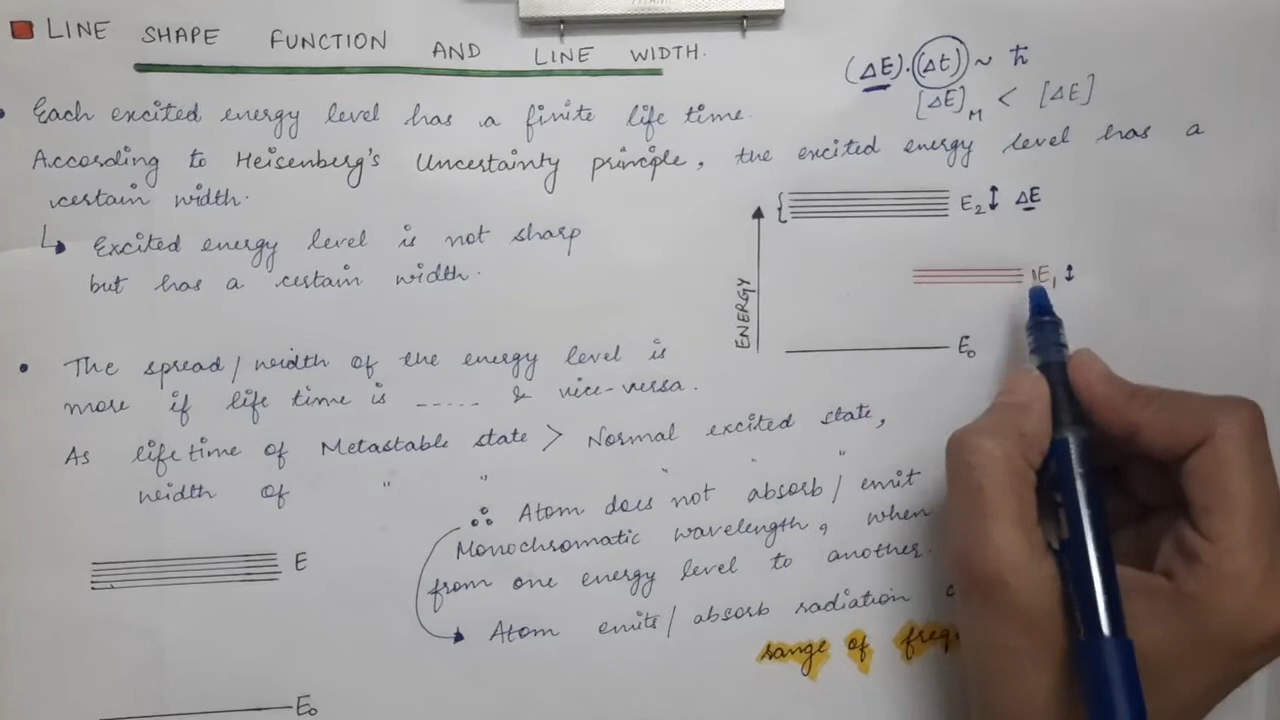 LINE SHAPE FUNCTION AND LINE WIDTH.
(ΔE).(Δt) ~ ħ
[ΔE]M < [ΔE]
Each excited energy level has a finite life time.
According to Heisenberg's Uncertainty principle, the excited energy level has a
certain width.
Excited energy level is not sharp
but has a certain width.
E2 ↕ ΔE
E1 ↕
ENERGY
E0
The spread/width of the energy level is
more if life time is ----- & vice-versa.
As life time of Metastable state > Normal excited state,
width of " " " " "
∴ Atom does not absorb/emit
Monochromatic wavelength, when
from one energy level to another.
Atom emits/absorb radiation
range of
E
E0